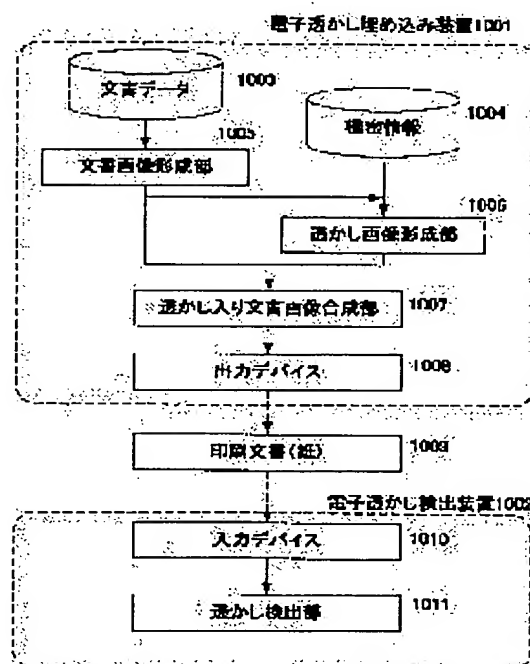 電子透かし埋め込み装置1001
文書データ 1003
機密情報 1004
1005
文書画像形成部
1006
透かし画像形成部
透かし入り文書画像合成部 1007
出力デバイス 1008
印刷文書(紙) 1009
電子透かし検出装置1002
入力デバイス 1010
透かし検出部 1011